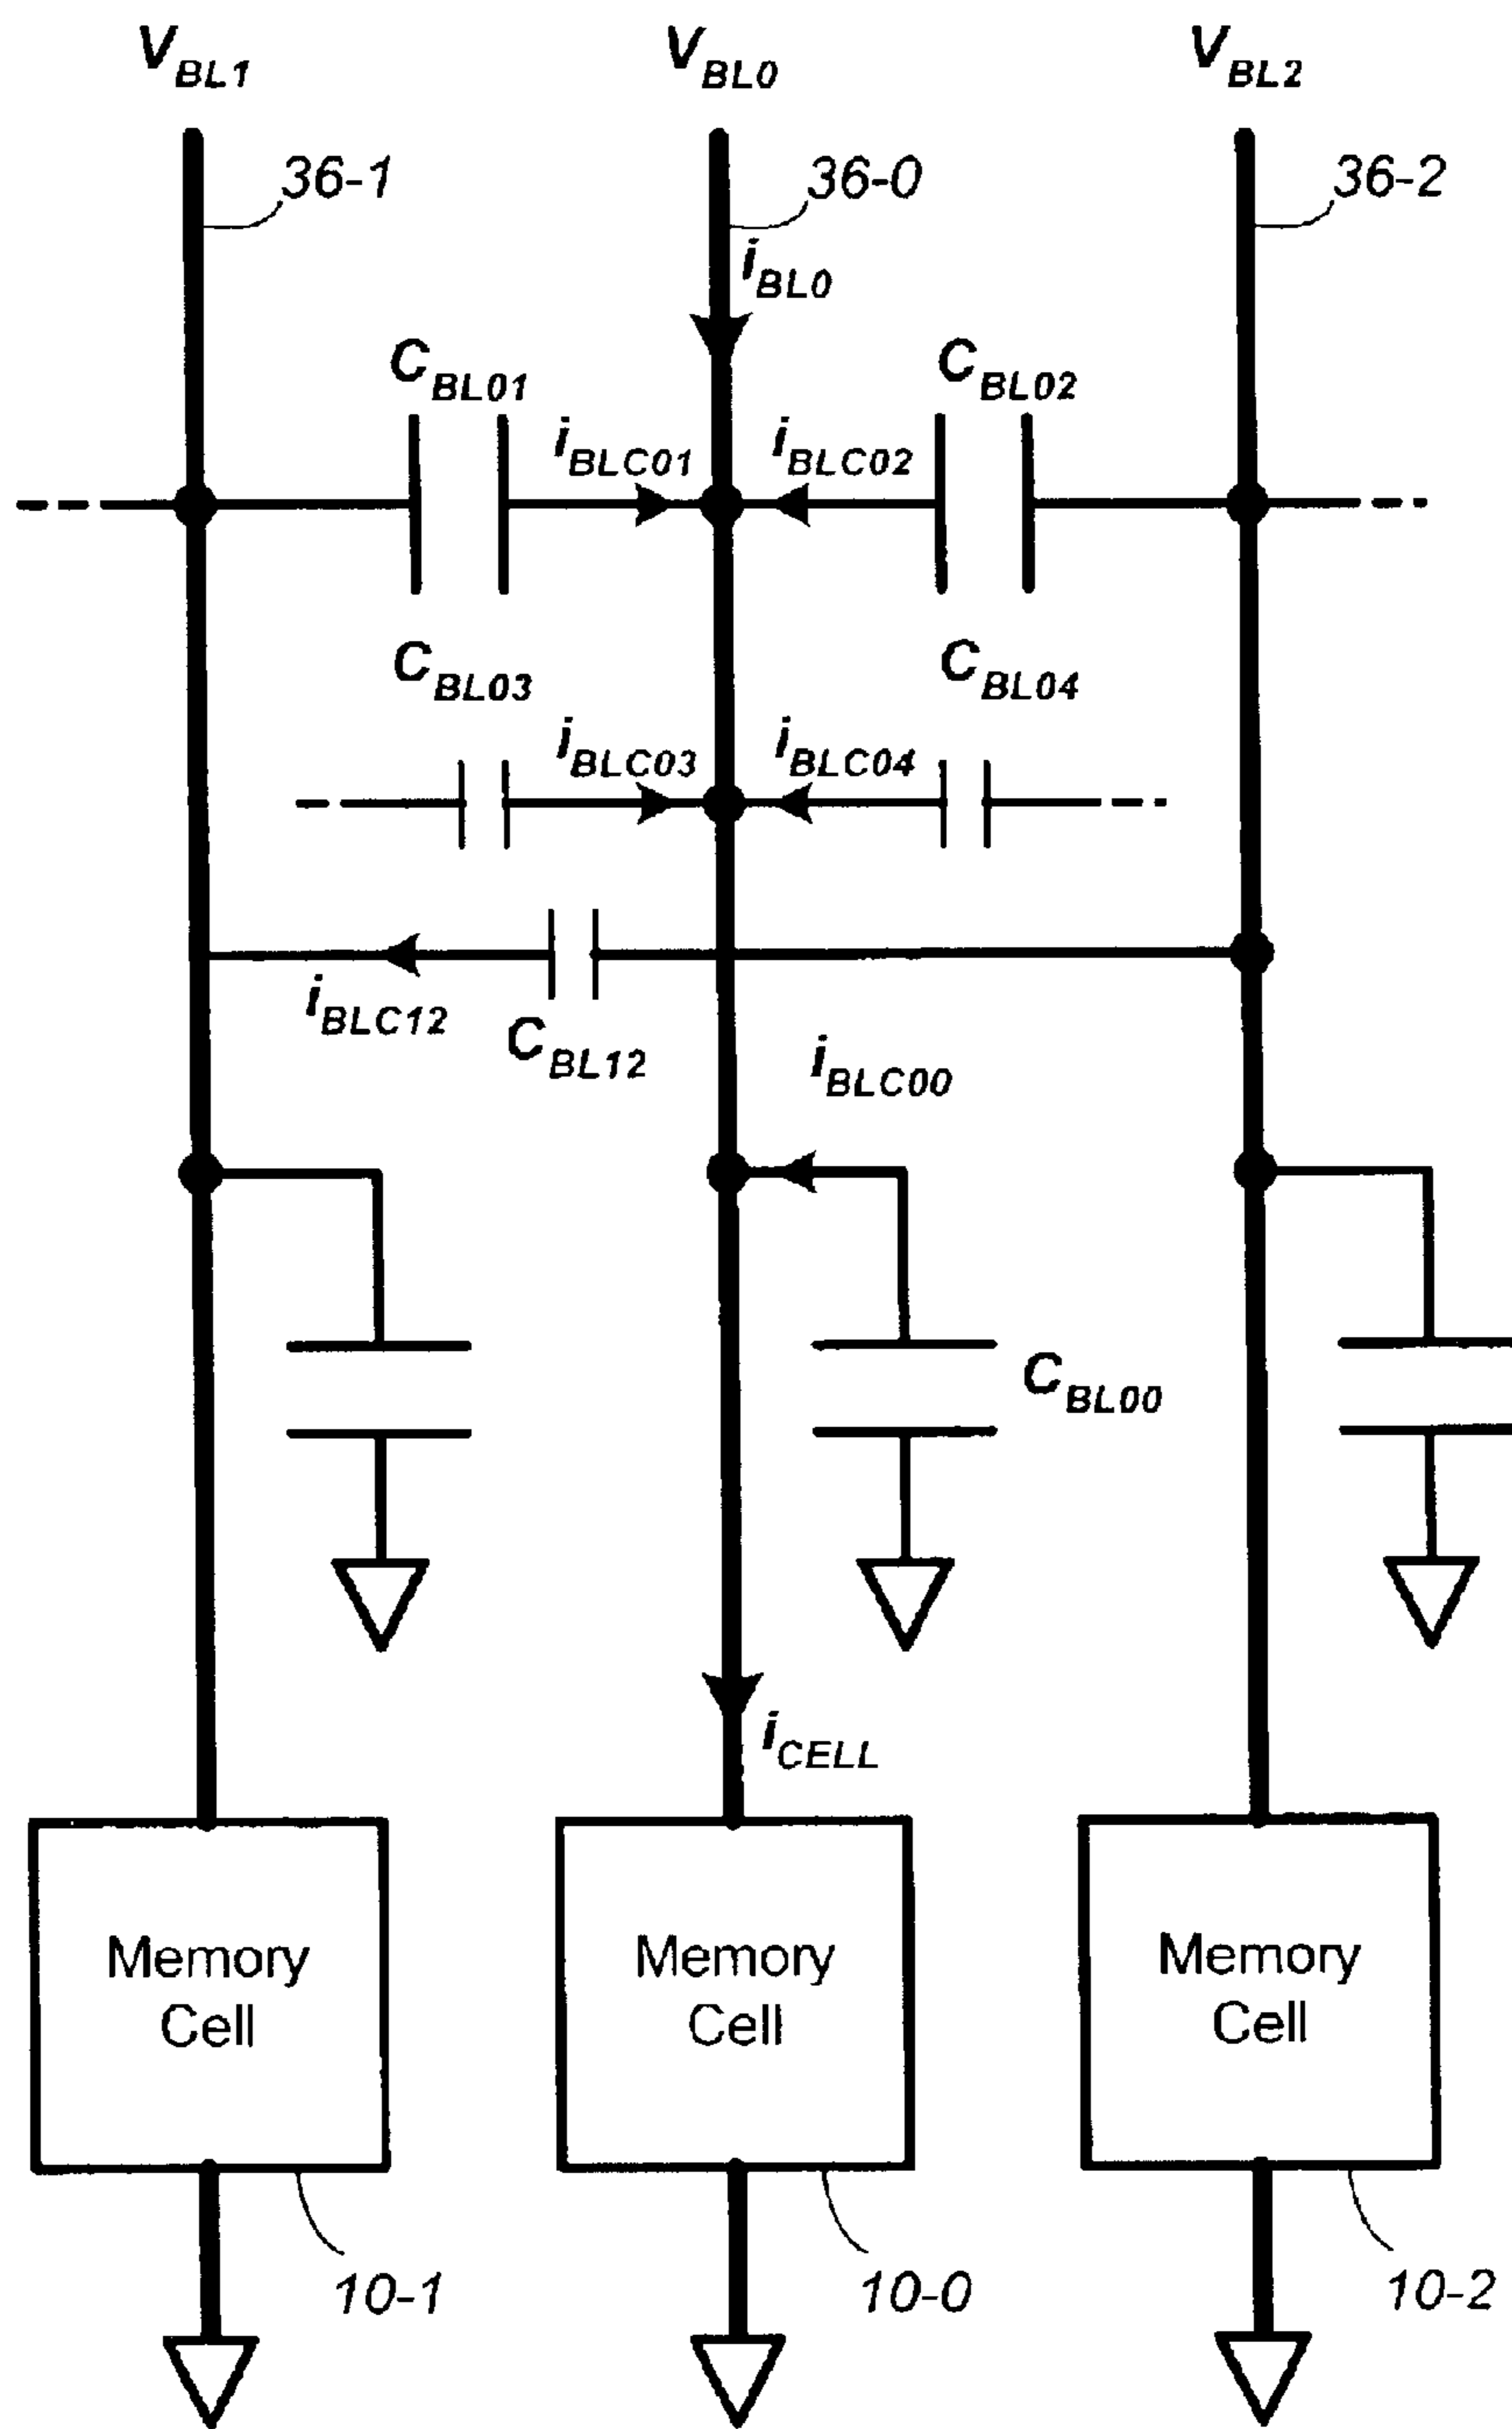 VBL1 VBL0 VBL2
36-1 36-0 36-2
iBL0
CBL01 CBL02
iBLC01 iBLC02
CBL03 CBL04
iBLC03 iBLC04
iBLC12
CBL12
iBLC00
CBL00
iCELL
Memory
Cell
Memory
Cell
Memory
Cell
10-1 10-0 10-2